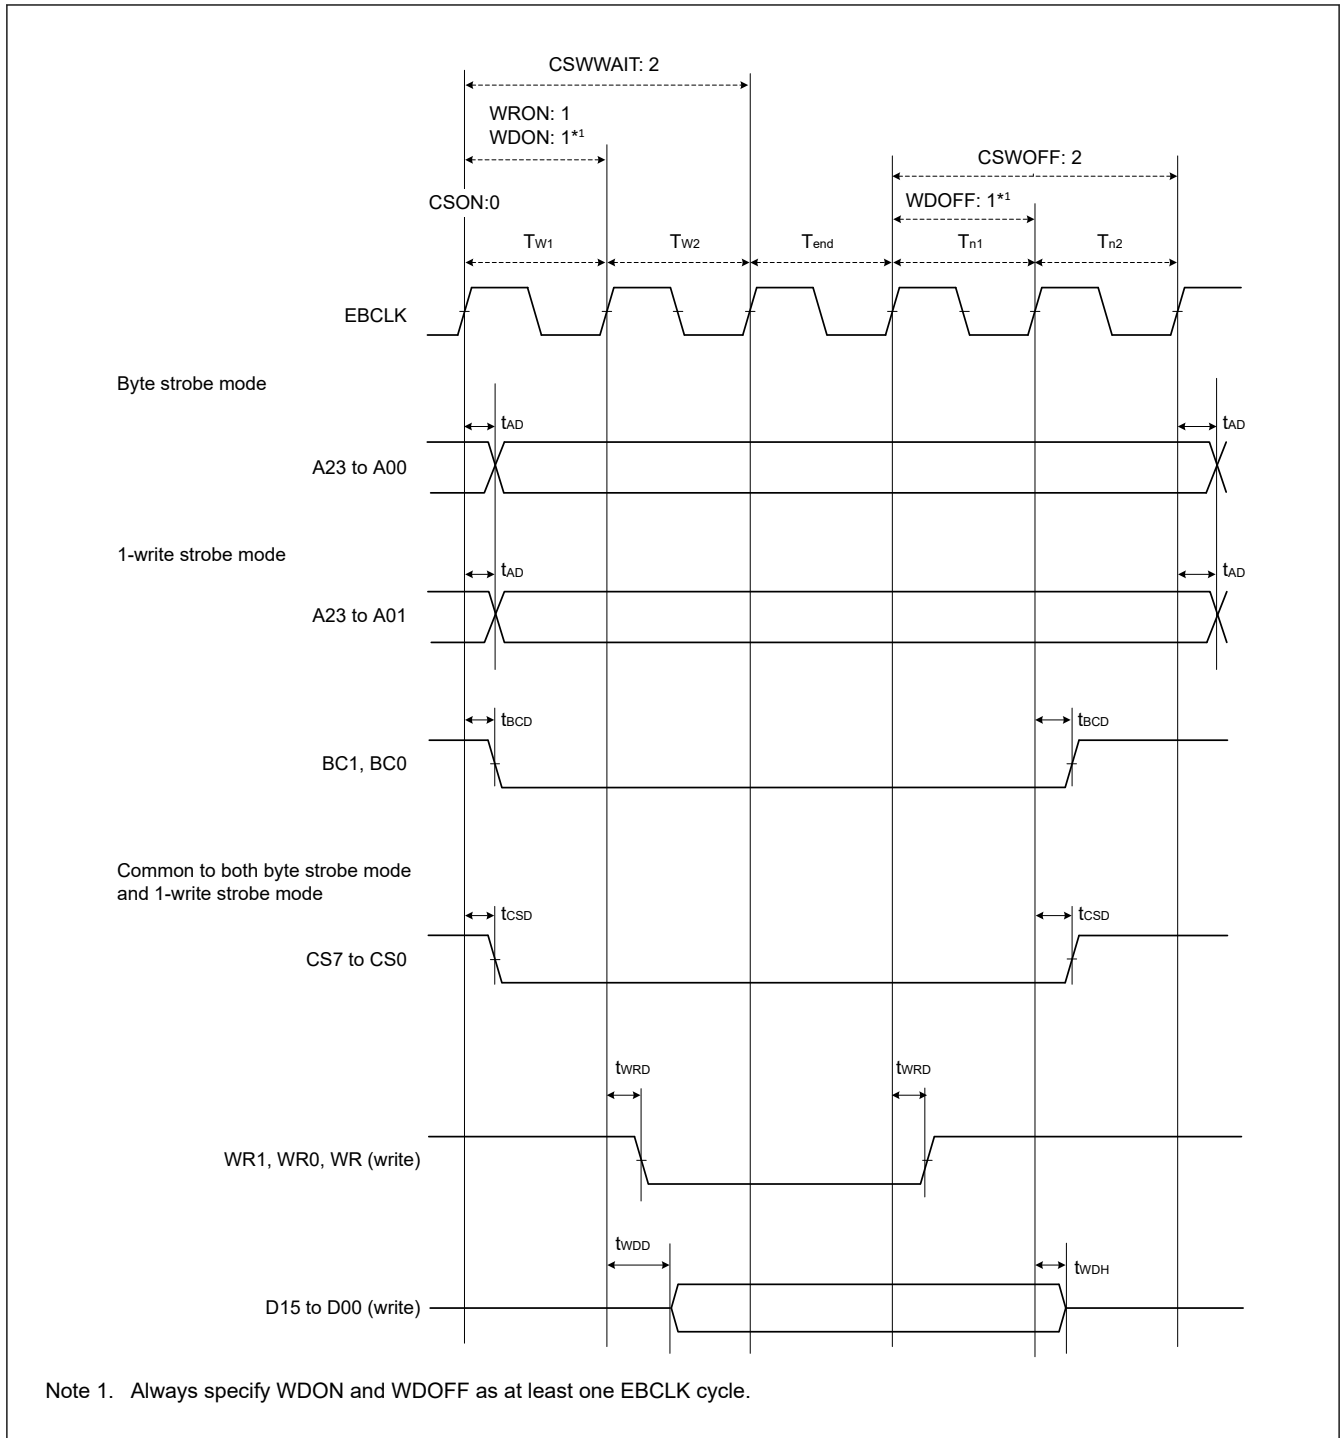 CSWWAIT: 2
WRON: 1
WDON: 1*1
CSWOFF: 2
CSON:0
WDOFF: 1*1
TW1 TW2 Tend Tn1 Tn2
EBCLK
Byte strobe mode
tAD tAD
A23 to A00
1-write strobe mode
tAD tAD
A23 to A01
tBCD tBCD
BC1, BC0
Common to both byte strobe mode
and 1-write strobe mode
tCSD tCSD
CS7 to CS0
tWRD tWRD
WR1, WR0, WR (write)
tWDD tWDH
D15 to D00 (write)
Note 1. Always specify WDON and WDOFF as at least one EBCLK cycle.